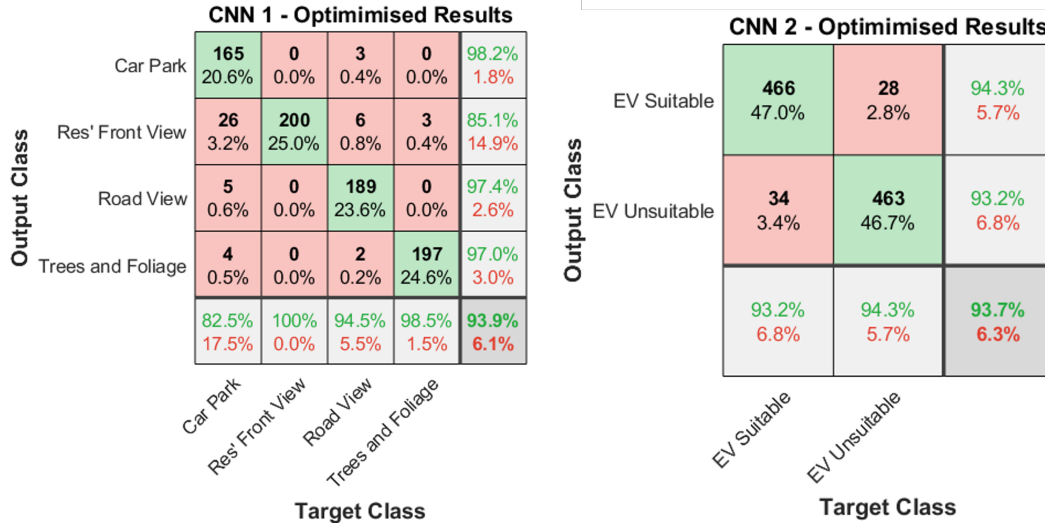 CNN 1 - Optimimised Results
Output Class
Car Park
165 0 3 0 98.2%
20.6% 0.0% 0.4% 0.0% 1.8%
Res' Front View
26 200 6 3 85.1%
3.2% 25.0% 0.8% 0.4% 14.9%
Road View
5 0 189 0 97.4%
0.6% 0.0% 23.6% 0.0% 2.6%
Trees and Foliage
4 0 2 197 97.0%
0.5% 0.0% 0.2% 24.6% 3.0%
82.5% 100% 94.5% 98.5% 93.9%
17.5% 0.0% 5.5% 1.5% 6.1%
Car Park
Res' Front View
Road View
Trees and Foliage
Target Class
CNN 2 - Optimimised Results
Output Class
EV Suitable
466 28 94.3%
47.0% 2.8% 5.7%
EV Unsuitable
34 463 93.2%
3.4% 46.7% 6.8%
93.2% 94.3% 93.7%
6.8% 5.7% 6.3%
EV Suitable
EV Unsuitable
Target Class